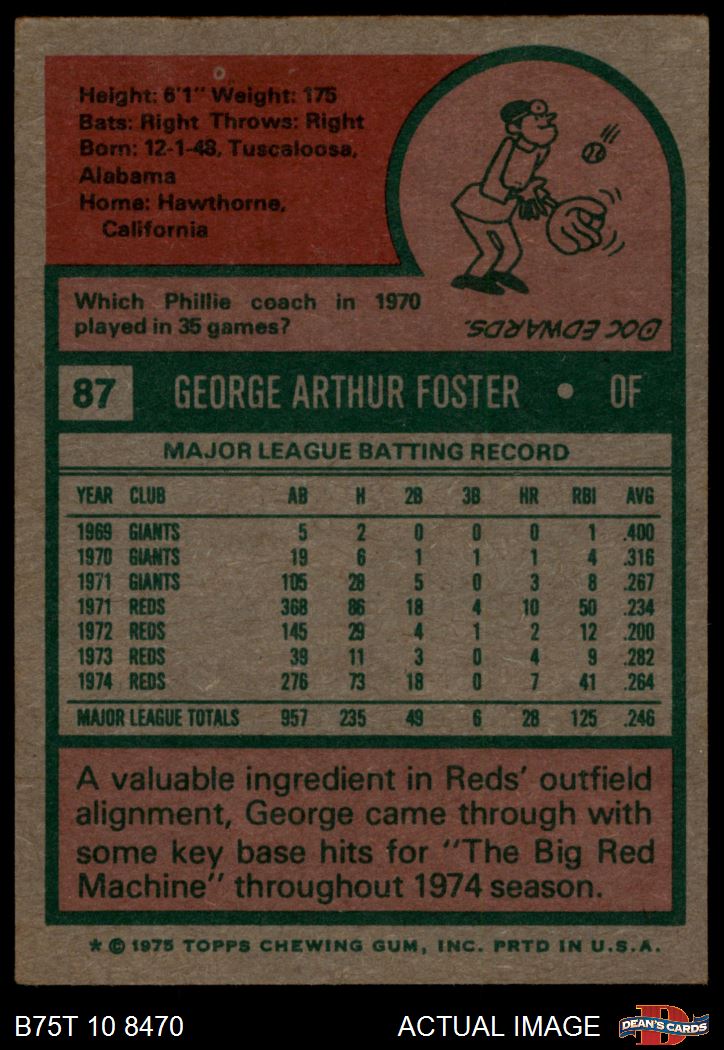 Height: 6'1" Weight: 175
Bats: Right Throws: Right
Born: 12-1-48, Tuscaloosa,
Alabama
Home: Hawthorne,
California
Which Phillie coach in 1970
played in 35 games?
DOC EDWARDS.
87 GEORGE ARTHUR FOSTER • OF
MAJOR LEAGUE BATTING RECORD
YEAR CLUB AB H 2B 3B HR RBI AVG
1969 GIANTS 5 2 0 0 0 1 .400
1970 GIANTS 19 6 1 1 1 4 .316
1971 GIANTS 105 28 5 0 3 8 .267
1971 REDS 368 86 18 4 10 50 .234
1972 REDS 145 29 4 1 2 12 .200
1973 REDS 39 11 3 0 4 9 .282
1974 REDS 276 73 18 0 7 41 .264
MAJOR LEAGUE TOTALS 957 235 49 6 28 125 .246
A valuable ingredient in Reds' outfield
alignment, George came through with
some key base hits for "The Big Red
Machine" throughout 1974 season.
* © 1975 TOPPS CHEWING GUM, INC. PRTD IN U.S.A.
B75T 10 8470 ACTUAL IMAGE
D
DEAN'S CARDS